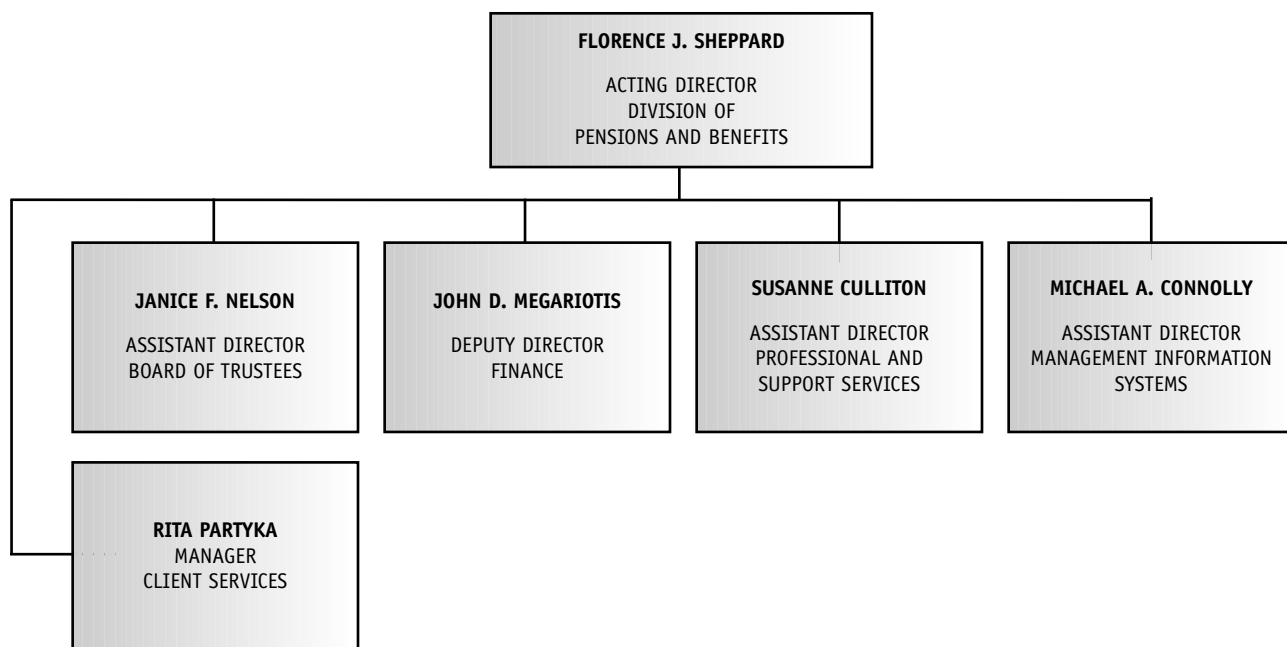 FLORENCE J. SHEPPARD
ACTING DIRECTOR
DIVISION OF
PENSIONS AND BENEFITS
JANICE F. NELSON
ASSISTANT DIRECTOR
BOARD OF TRUSTEES
JOHN D. MEGARIOTIS
DEPUTY DIRECTOR
FINANCE
SUSANNE CULLITON
ASSISTANT DIRECTOR
PROFESSIONAL AND
SUPPORT SERVICES
MICHAEL A. CONNOLLY
ASSISTANT DIRECTOR
MANAGEMENT INFORMATION
SYSTEMS
RITA PARTYKA
MANAGER
CLIENT SERVICES